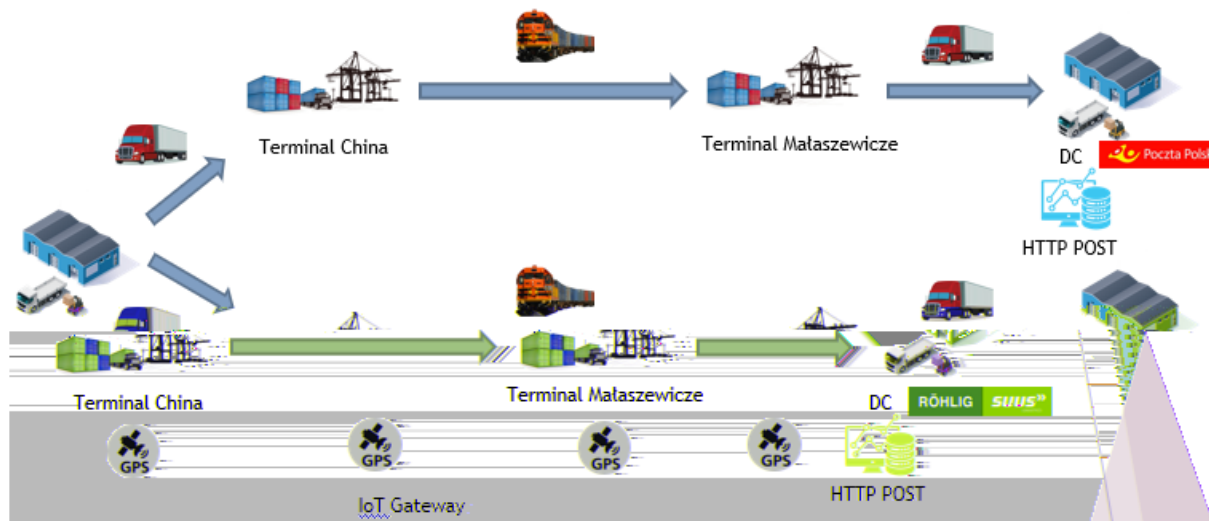 Terminal China
Terminal Małaszewicze
DC
Poczta Polsk
HTTP POST
Terminal China
Terminal Małaszewicze
DC
RÖHLIG
SUUS
GPS
GPS
GPS
GPS
HTTP POST
IoT Gateway